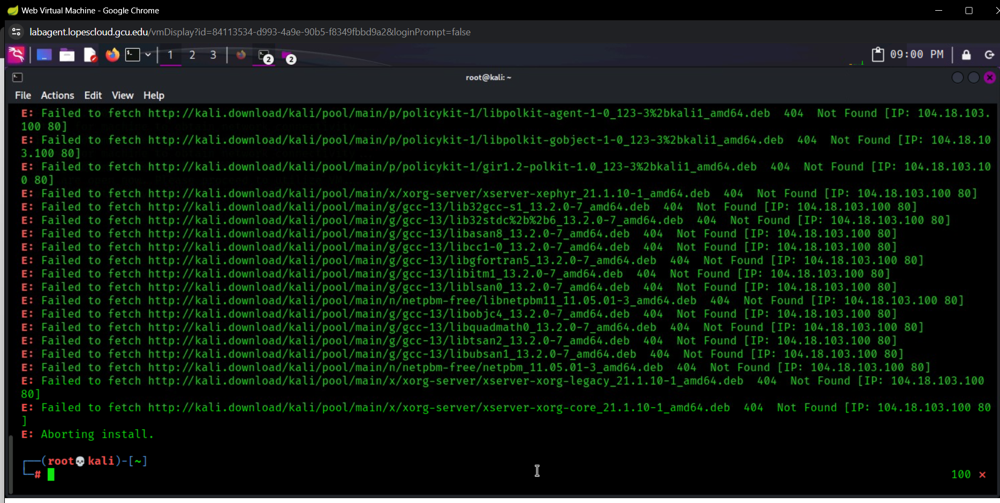 Web Virtual Machine - Google Chrome
labagent.lopescloud.gcu.edu/vmDisplay?id=84113534-d993-4a9e-90b5-f8349fbbd9a2&loginPrompt=false
1 2 3 2 2 09:00 PM
root@kali: ~
File Actions Edit View Help
E: Failed to fetch http://kali.download/kali/pool/main/p/policykit-1/libpolkit-agent-1-0_123-3%2bkali1_amd64.deb 404 Not Found [IP: 104.18.103.
100 80]
E: Failed to fetch http://kali.download/kali/pool/main/p/policykit-1/libpolkit-gobject-1-0_123-3%2bkali1_amd64.deb 404 Not Found [IP: 104.18.10
3.100 80]
E: Failed to fetch http://kali.download/kali/pool/main/p/policykit-1/gir1.2-polkit-1.0_123-3%2bkali1_amd64.deb 404 Not Found [IP: 104.18.103.10
0 80]
E: Failed to fetch http://kali.download/kali/pool/main/x/xorg-server/xserver-xephyr_21.1.10-1_amd64.deb 404 Not Found [IP: 104.18.103.100 80]
E: Failed to fetch http://kali.download/kali/pool/main/g/gcc-13/lib32gcc-s1_13.2.0-7_amd64.deb 404 Not Found [IP: 104.18.103.100 80]
E: Failed to fetch http://kali.download/kali/pool/main/g/gcc-13/lib32stdc%2b%2b6_13.2.0-7_amd64.deb 404 Not Found [IP: 104.18.103.100 80]
E: Failed to fetch http://kali.download/kali/pool/main/g/gcc-13/libasan8_13.2.0-7_amd64.deb 404 Not Found [IP: 104.18.103.100 80]
E: Failed to fetch http://kali.download/kali/pool/main/g/gcc-13/libcc1-0_13.2.0-7_amd64.deb 404 Not Found [IP: 104.18.103.100 80]
E: Failed to fetch http://kali.download/kali/pool/main/g/gcc-13/libgfortran5_13.2.0-7_amd64.deb 404 Not Found [IP: 104.18.103.100 80]
E: Failed to fetch http://kali.download/kali/pool/main/g/gcc-13/libitm1_13.2.0-7_amd64.deb 404 Not Found [IP: 104.18.103.100 80]
E: Failed to fetch http://kali.download/kali/pool/main/g/gcc-13/liblsan0_13.2.0-7_amd64.deb 404 Not Found [IP: 104.18.103.100 80]
E: Failed to fetch http://kali.download/kali/pool/main/n/netpbm-free/libnetpbm11_11.05.01-3_amd64.deb 404 Not Found [IP: 104.18.103.100 80]
E: Failed to fetch http://kali.download/kali/pool/main/g/gcc-13/libobjc4_13.2.0-7_amd64.deb 404 Not Found [IP: 104.18.103.100 80]
E: Failed to fetch http://kali.download/kali/pool/main/g/gcc-13/libquadmath0_13.2.0-7_amd64.deb 404 Not Found [IP: 104.18.103.100 80]
E: Failed to fetch http://kali.download/kali/pool/main/g/gcc-13/libtsan2_13.2.0-7_amd64.deb 404 Not Found [IP: 104.18.103.100 80]
E: Failed to fetch http://kali.download/kali/pool/main/g/gcc-13/libubsan1_13.2.0-7_amd64.deb 404 Not Found [IP: 104.18.103.100 80]
E: Failed to fetch http://kali.download/kali/pool/main/n/netpbm-free/netpbm_11.05.01-3_amd64.deb 404 Not Found [IP: 104.18.103.100 80]
E: Failed to fetch http://kali.download/kali/pool/main/x/xorg-server/xserver-xorg-legacy_21.1.10-1_amd64.deb 404 Not Found [IP: 104.18.103.100
80]
E: Failed to fetch http://kali.download/kali/pool/main/x/xorg-server/xserver-xorg-core_21.1.10-1_amd64.deb 404 Not Found [IP: 104.18.103.100 80
]
E: Aborting install.
┌──(root💀kali)-[~]
└─# 100 ×